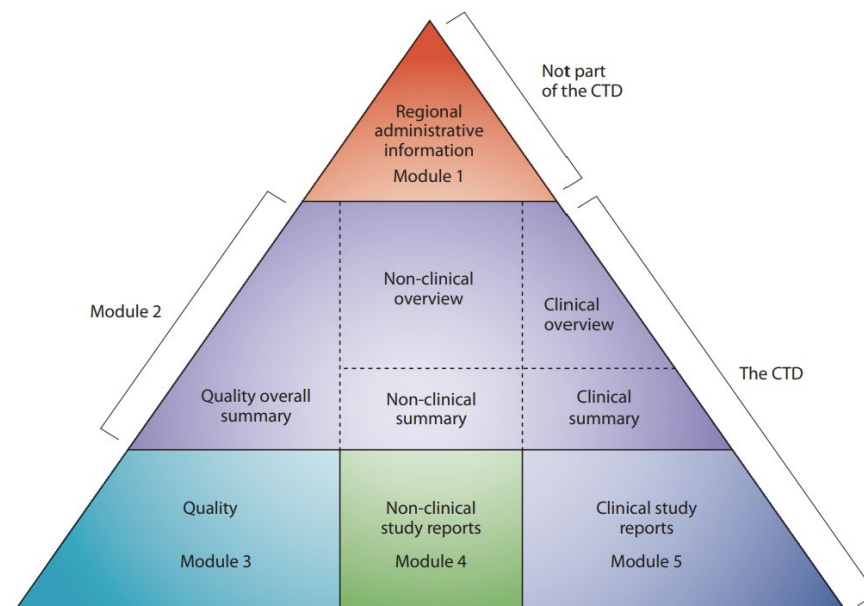 Not part
of the CTD
Regional
administrative
information
Module 1
Module 2
Non-clinical
overview
Clinical
overview
The CTD
Quality overall
summary
Non-clinical
summary
Clinical
summary
Quality
Module 3
Non-clinical
study reports
Module 4
Clinical study
reports
Module 5